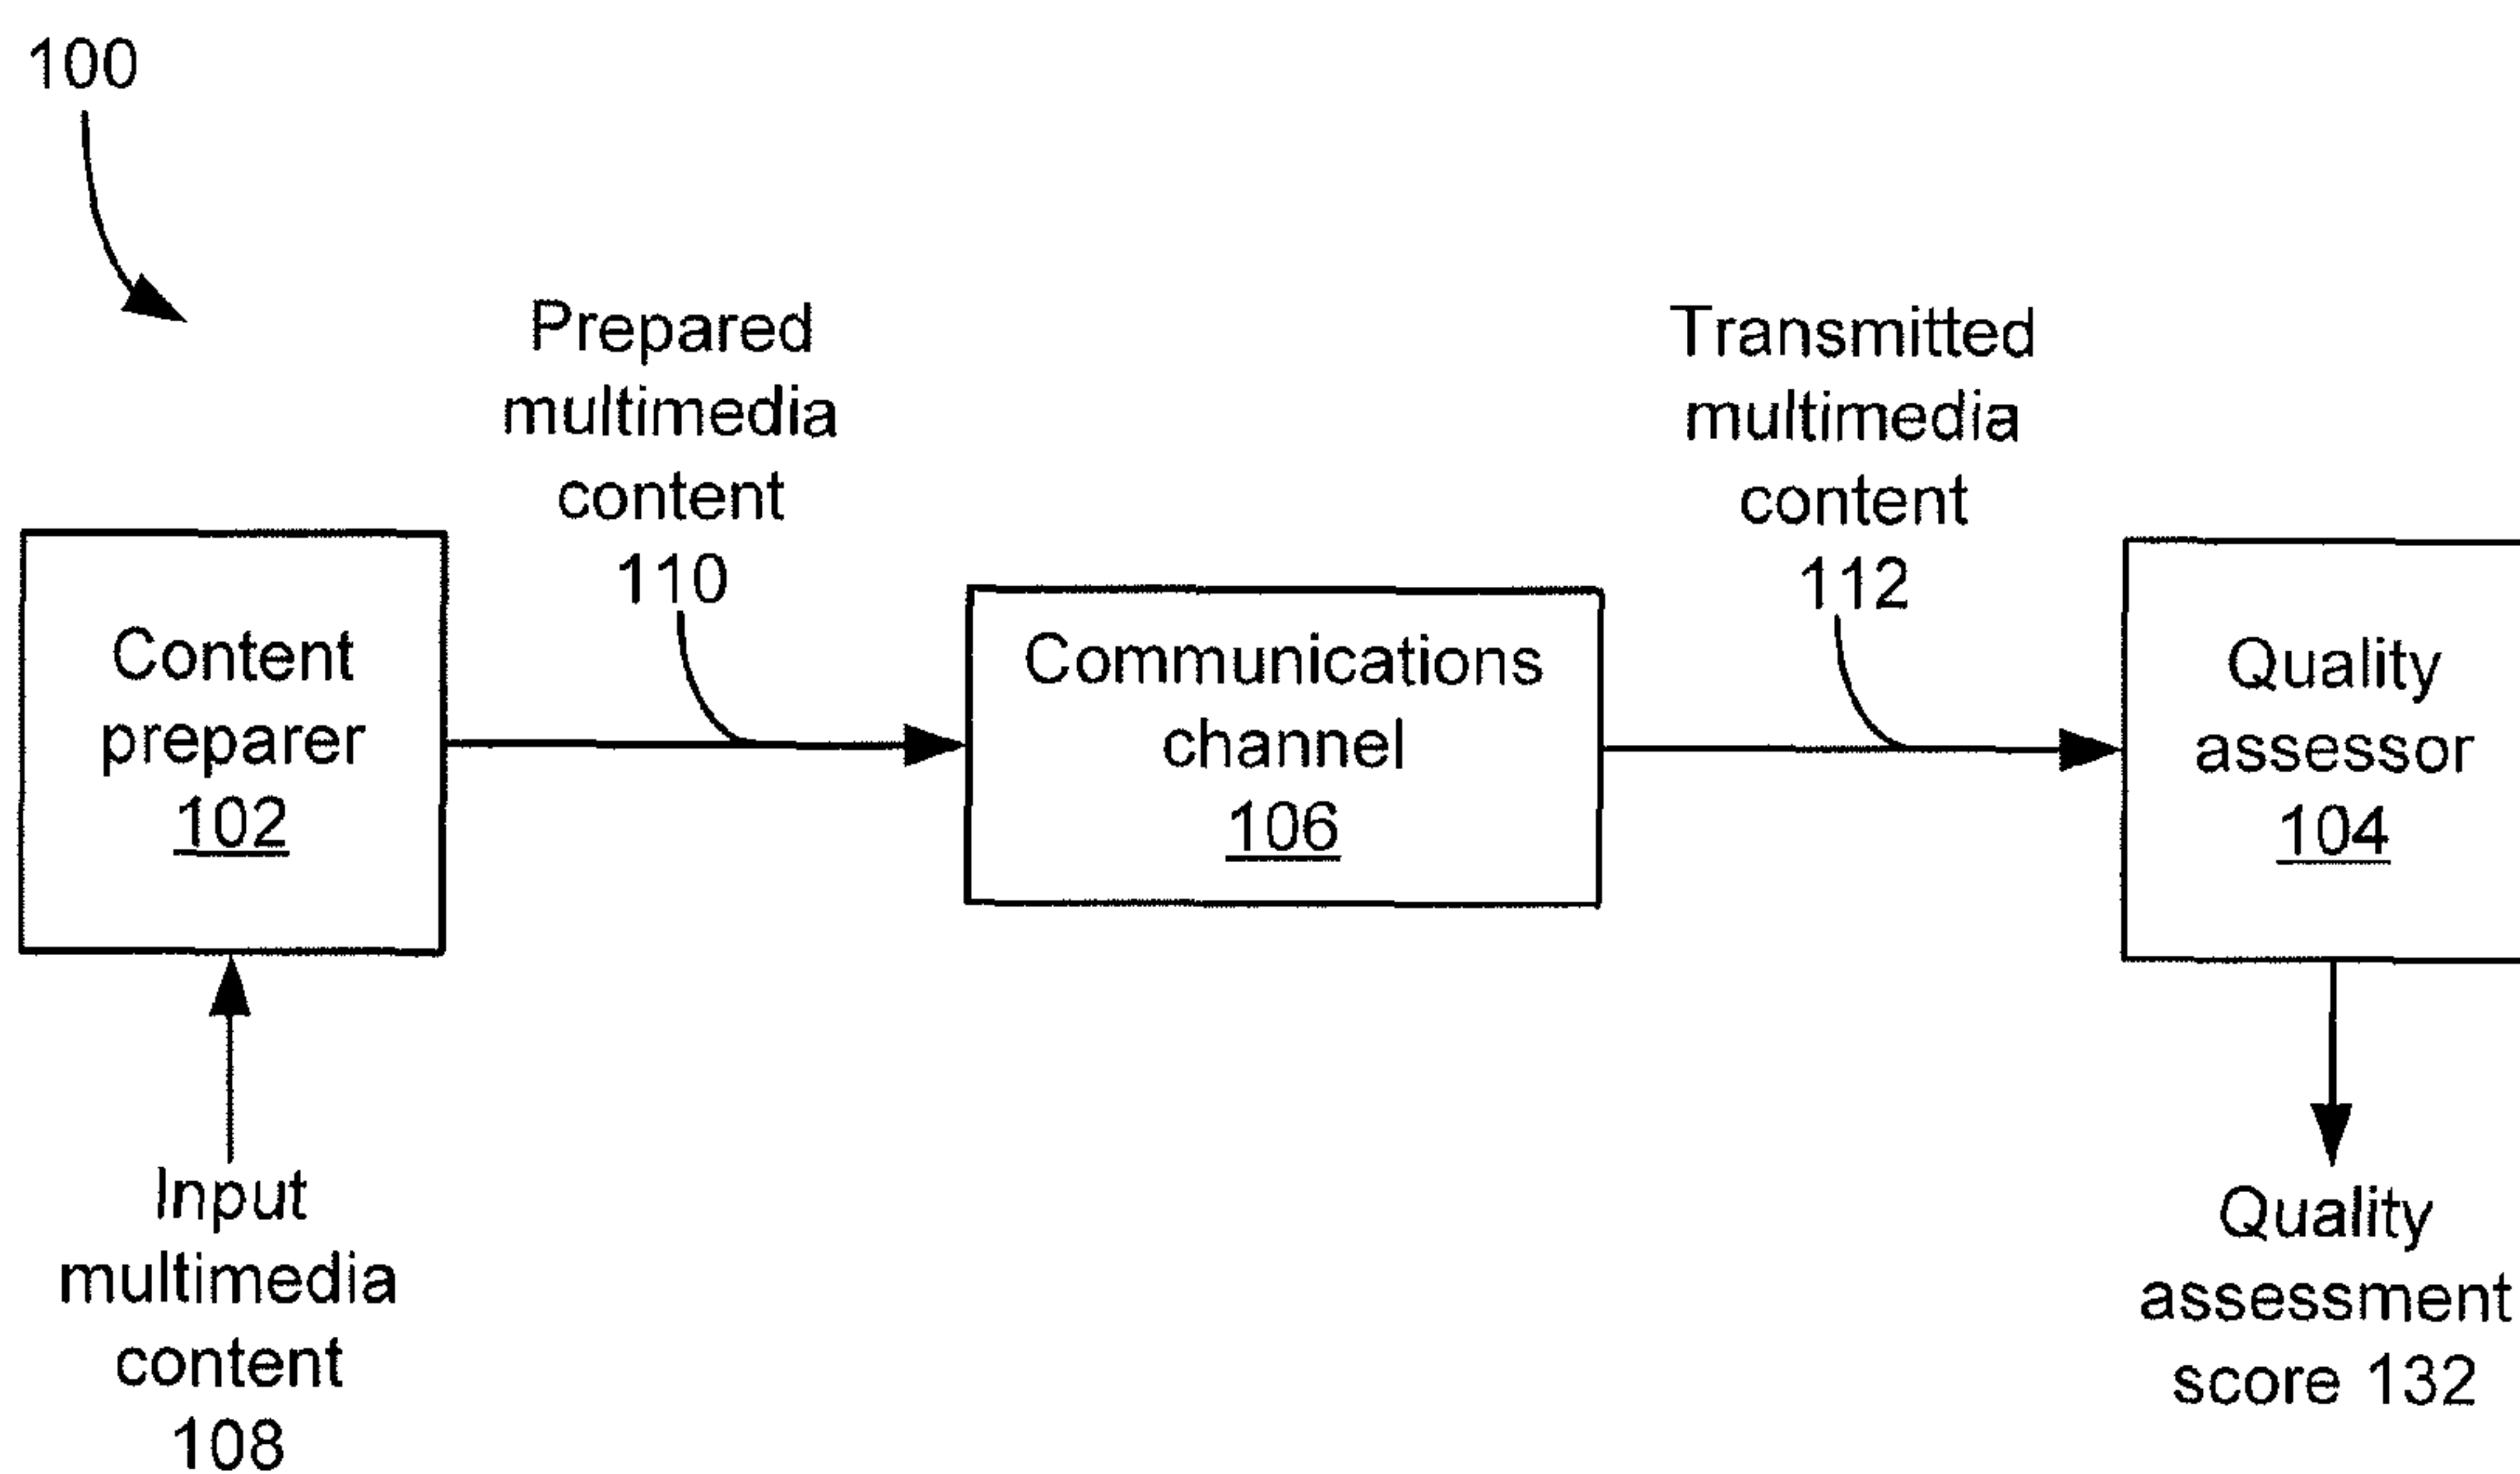 100
Prepared
multimedia
content
110
Transmitted
multimedia
content
112
Content
preparer
102
Communications
channel
106
Quality
assessor
104
Input
multimedia
content
108
Quality
assessment
score 132